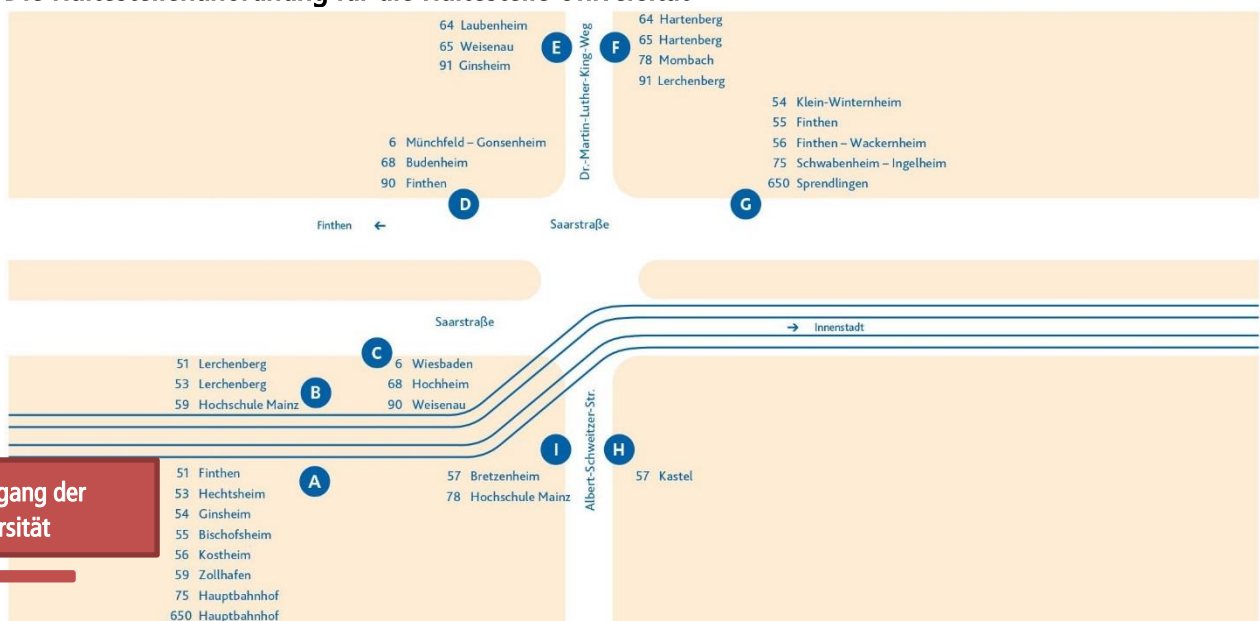 64 Laubenheim
65 Weisenau
91 Ginsheim
E
Dr.-Martin-Luther-King-Weg
F
64 Hartenberg
65 Hartenberg
78 Mombach
91 Lerchenberg
6 Münchfeld – Gonsenheim
68 Budenheim
90 Finthen
D
54 Klein-Winternheim
55 Finthen
56 Finthen – Wackernheim
75 Schwabenheim – Ingelheim
650 Sprendlingen
G
Finthen ←
Saarstraße
Saarstraße
→ Innenstadt
51 Lerchenberg
53 Lerchenberg
59 Hochschule Mainz
B
C
6 Wiesbaden
68 Hochheim
90 Weisenau
I
Albert-Schweitzer-Str.
H
51 Finthen
53 Hechtsheim
54 Ginsheim
55 Bischofsheim
56 Kostheim
59 Zollhafen
75 Hauptbahnhof
650 Hauptbahnhof
A
57 Bretzenheim
78 Hochschule Mainz
57 Kastel
gang der
rsität